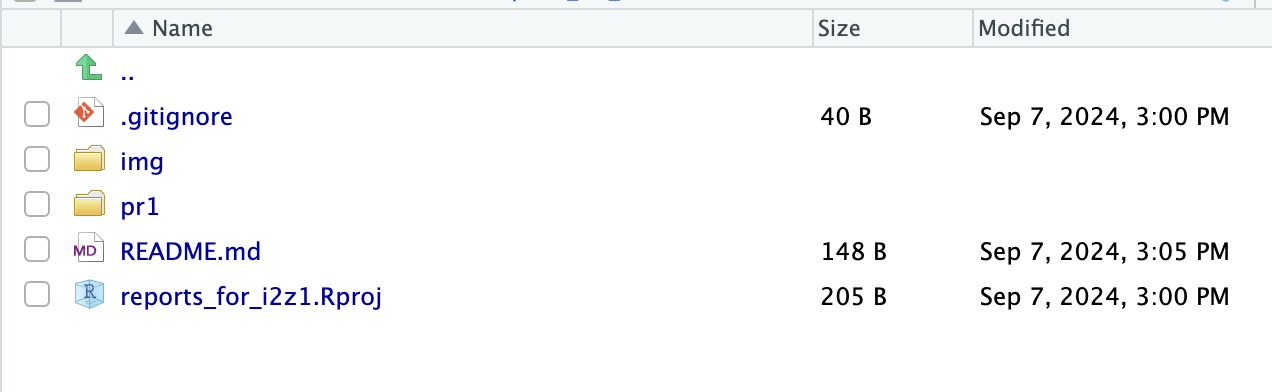 Name Size Modified
..
.gitignore 40 B Sep 7, 2024, 3:00 PM
img
pr1
MD README.md 148 B Sep 7, 2024, 3:05 PM
R reports_for_i2z1.Rproj 205 B Sep 7, 2024, 3:00 PM